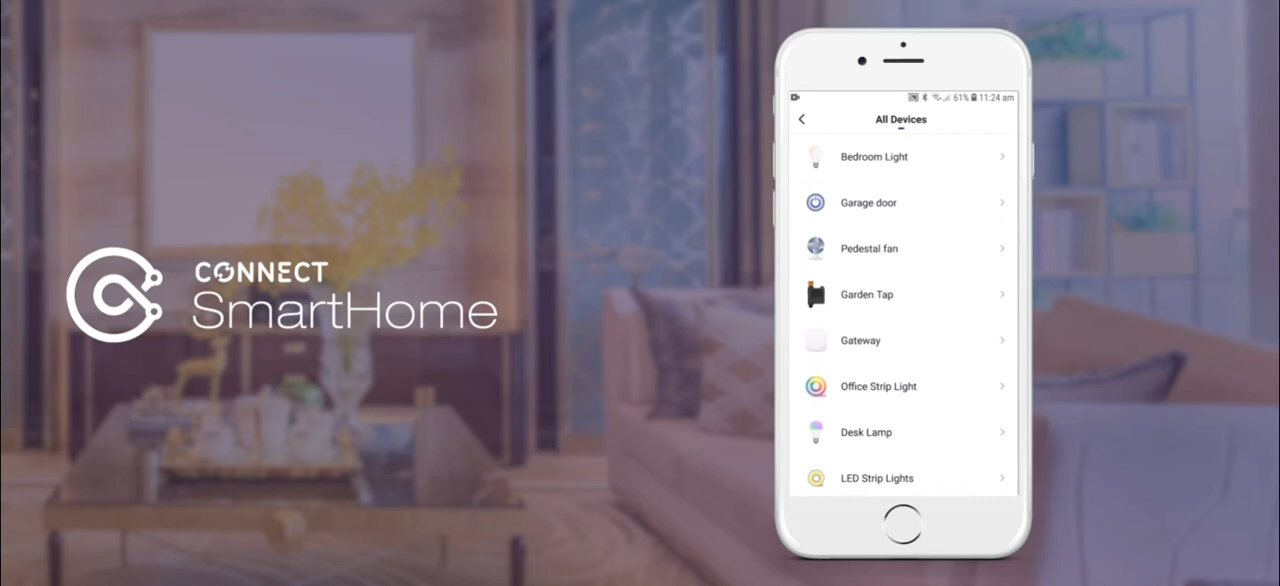 CONNECT
SmartHome
61% 11:24 am
All Devices
Bedroom Light
Garage door
Pedestal fan
Garden Tap
Gateway
Office Strip Light
Desk Lamp
LED Strip Lights